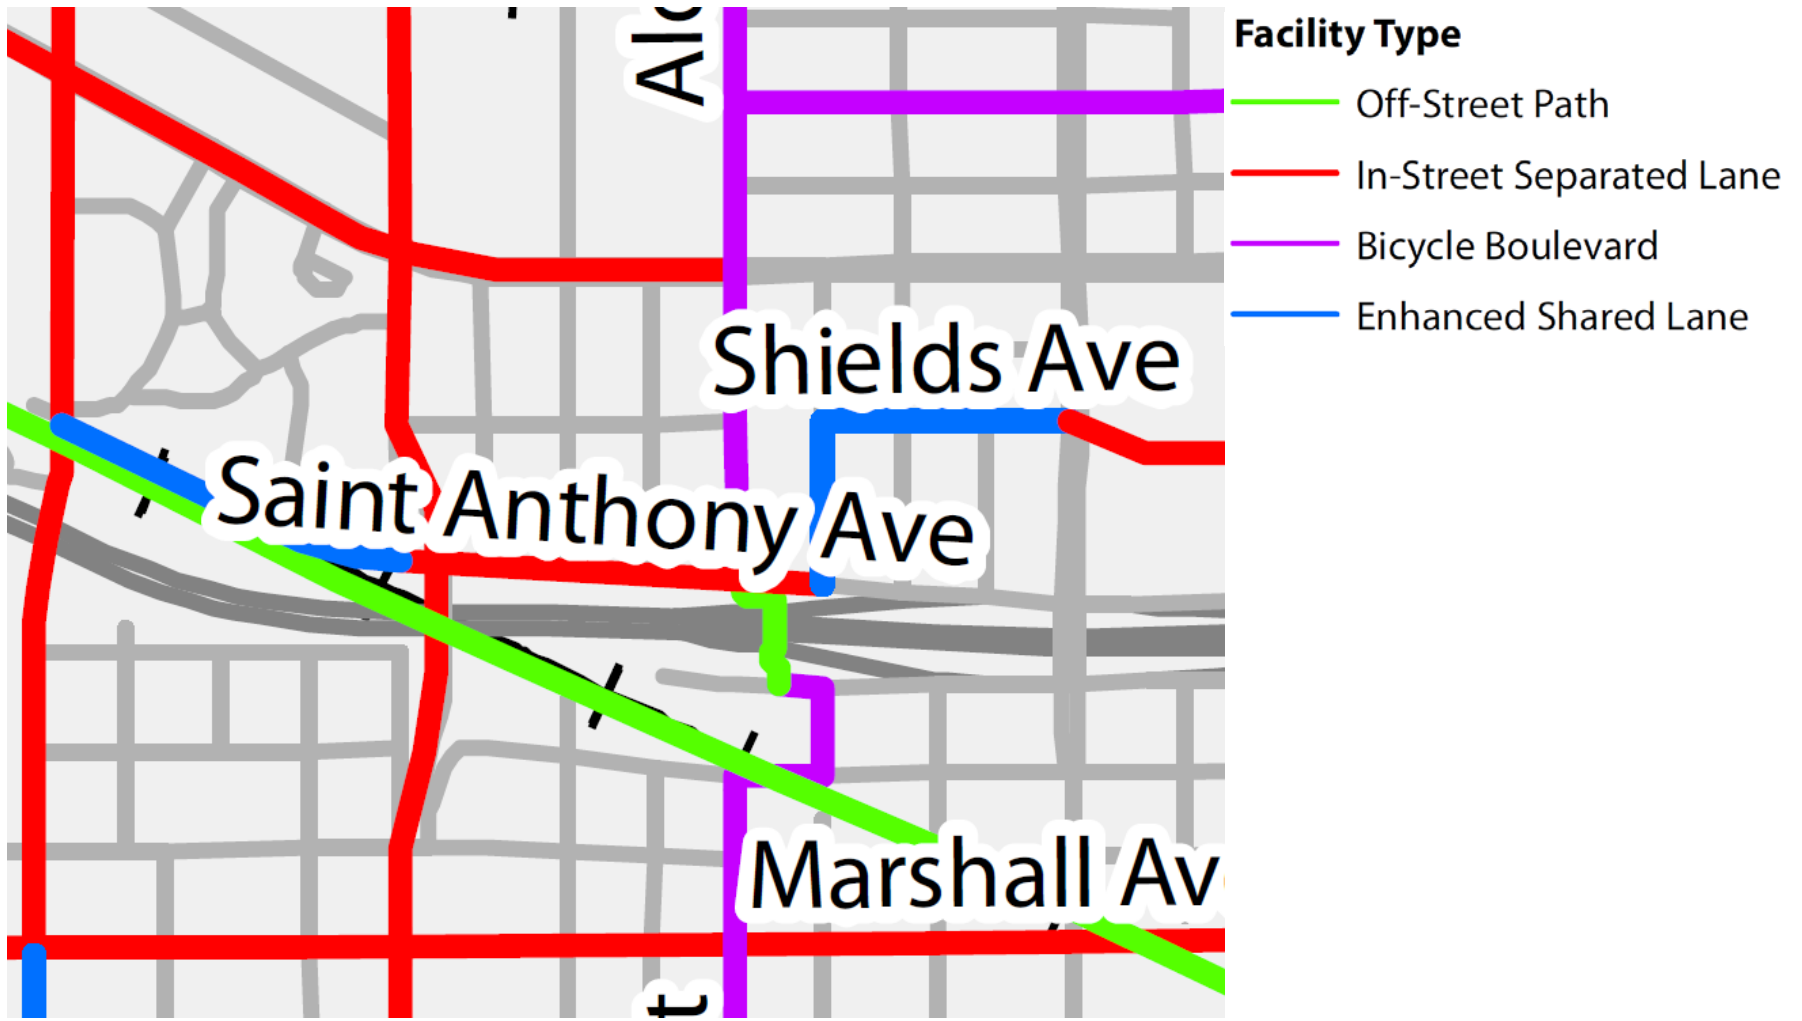 Facility Type
Off-Street Path
In-Street Separated Lane
Bicycle Boulevard
Enhanced Shared Lane
Shields Ave
Saint Anthony Ave
Marshall Av